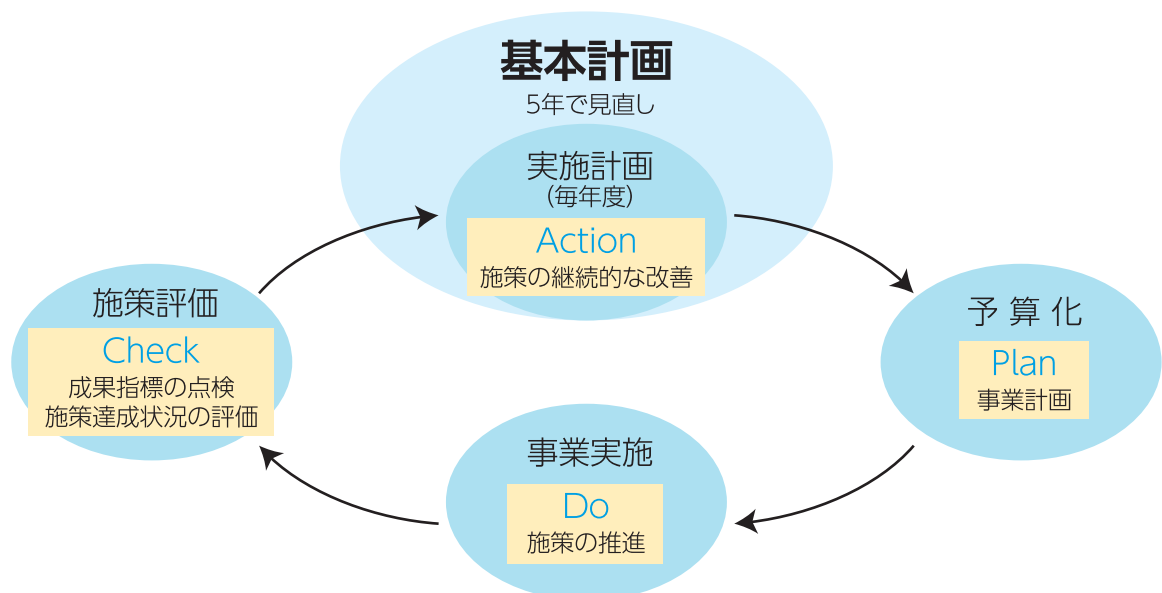 基本計画
5年で見直し
実施計画
(毎年度)
Action
施策の継続的な改善
施策評価
Check
成果指標の点検
施策達成状況の評価
予算化
Plan
事業計画
事業実施
Do
施策の推進